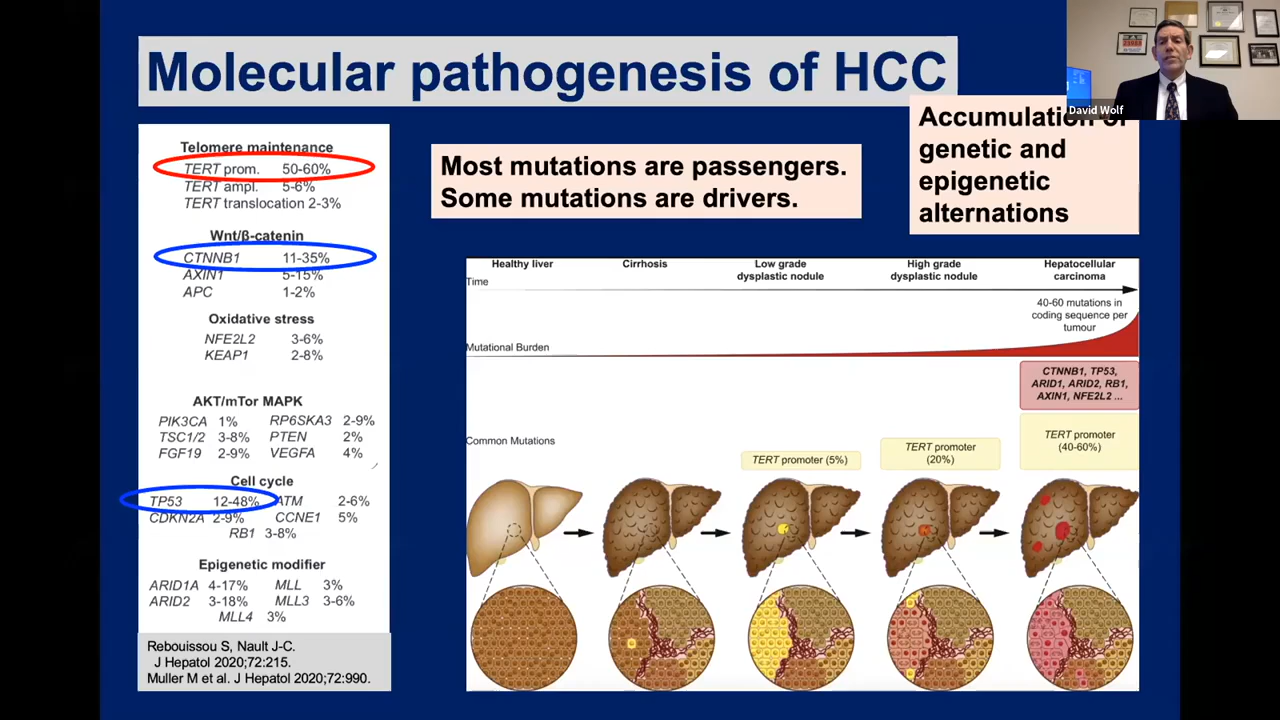 Molecular pathogenesis of HCC
David Wolf
Telomere maintenance
TERT prom. 50-60%
TERT ampl. 5-6%
TERT translocation 2-3%
Wnt/β-catenin
CTNNB1 11-35%
AXIN1 5-15%
APC 1-2%
Oxidative stress
NFE2L2 3-6%
KEAP1 2-8%
AKT/mTor MAPK
PIK3CA 1% RP6SKA3 2-9%
TSC1/2 3-8% PTEN 2%
FGF19 2-9% VEGFA 4%
Cell cycle
TP53 12-48% ATM 2-6%
CDKN2A 2-9% CCNE1 5%
RB1 3-8%
Epigenetic modifier
ARID1A 4-17% MLL 3%
ARID2 3-18% MLL3 3-6%
MLL4 3%
Rebouissou S, Nault J-C.
J Hepatol 2020;72:215.
Muller M et al. J Hepatol 2020;72:990.
Most mutations are passengers.
Some mutations are drivers.
Accumulation of
genetic and
epigenetic
alternations
Healthy liver
Cirrhosis
Low grade
dysplastic nodule
High grade
dysplastic nodule
Hepatocellular
carcinoma
Time
40-60 mutations in
coding sequence per
tumour
Mutational Burden
CTNNB1, TP53,
ARID1, ARID2, RB1,
AXIN1, NFE2L2 ...
Common Mutations
TERT promoter (5%)
TERT promoter
(20%)
TERT promoter
(40-60%)